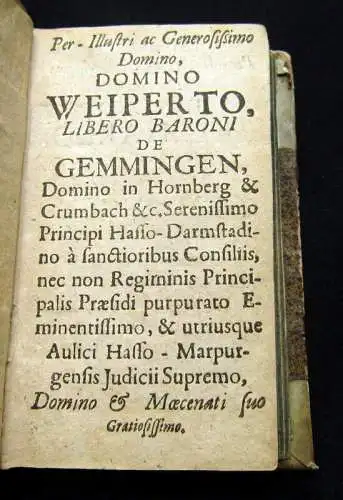 Per-Illuſtri ac Generoſiſſimo
Domino,
DOMINO
WEIPERTO,
LIBERO BARONI
DE
GEMMINGEN,
Domino in Hornberg &
Crumbach &c. Sereniſſimo
Principi Haſſo-Darmſtadi-
no à ſanctioribus Conſiliis,
nec non Regiminis Princi-
palis Præſidi purpurato E-
minentiſſimo, & utriusque
Aulici Haſſo - Marpur-
genſis Judicii Supremo,
Domino & Mœcenati ſuo
Gratioſiſſimo.